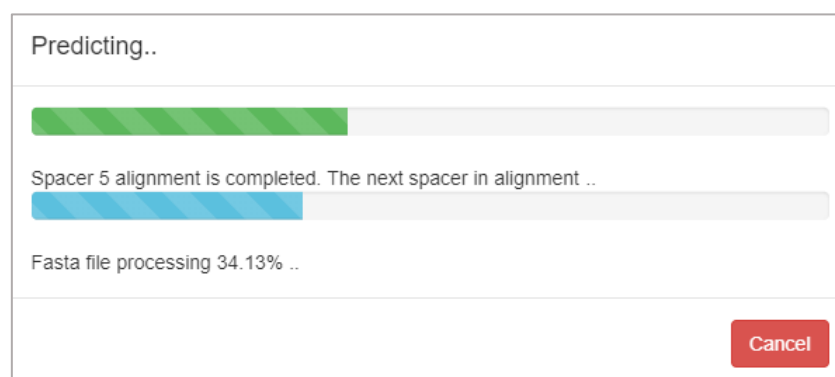 Predicting..
Spacer 5 alignment is completed. The next spacer in alignment ..
Fasta file processing 34.13% ..
Cancel